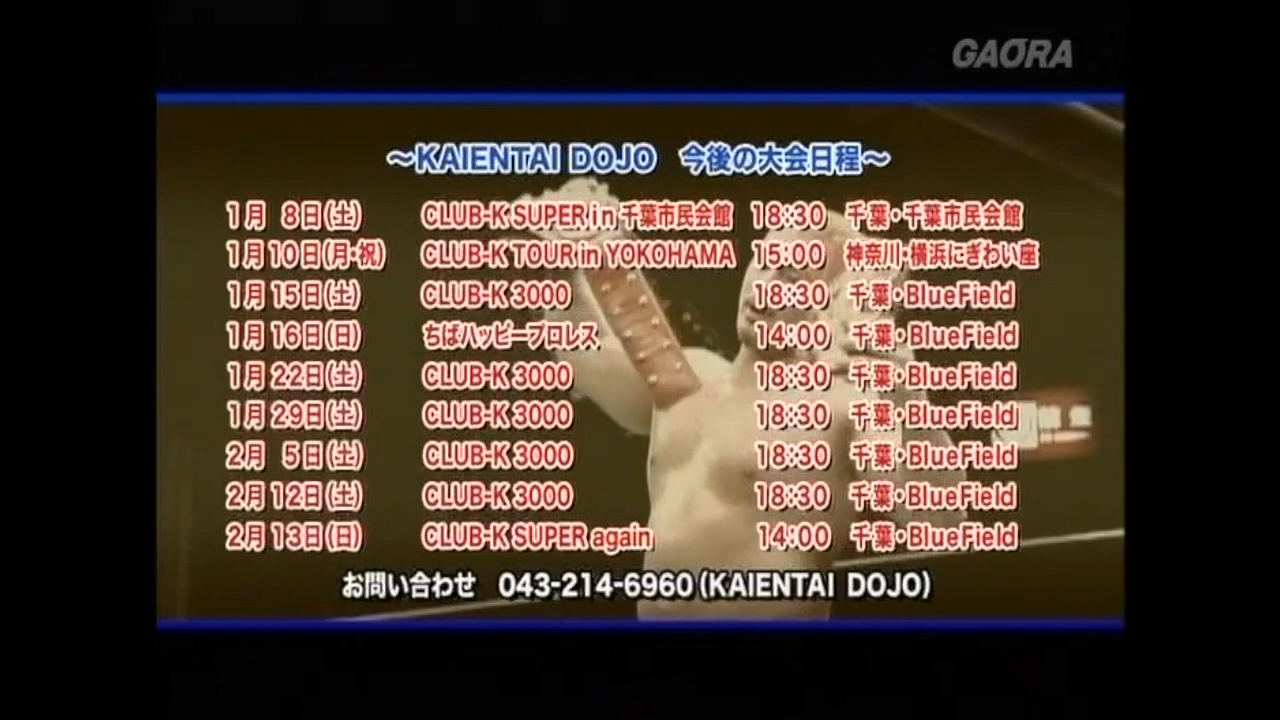 GAORA
～KAIENTAI DOJO　今後の大会日程～
1月 8日(土) CLUB-K SUPER in 千葉市民会館 18:30 千葉・千葉市民会館
1月10日(月・祝) CLUB-K TOUR in YOKOHAMA 15:00 神奈川・横浜にぎわい座
1月15日(土) CLUB-K 3000 18:30 千葉・BlueField
1月16日(日) ちばハッピープロレス 14:00 千葉・BlueField
1月22日(土) CLUB-K 3000 18:30 千葉・BlueField
1月29日(土) CLUB-K 3000 18:30 千葉・BlueField
2月 5日(土) CLUB-K 3000 18:30 千葉・BlueField
2月12日(土) CLUB-K 3000 18:30 千葉・BlueField
2月13日(日) CLUB-K SUPER again 14:00 千葉・BlueField
お問い合わせ　043-214-6960(KAIENTAI DOJO)